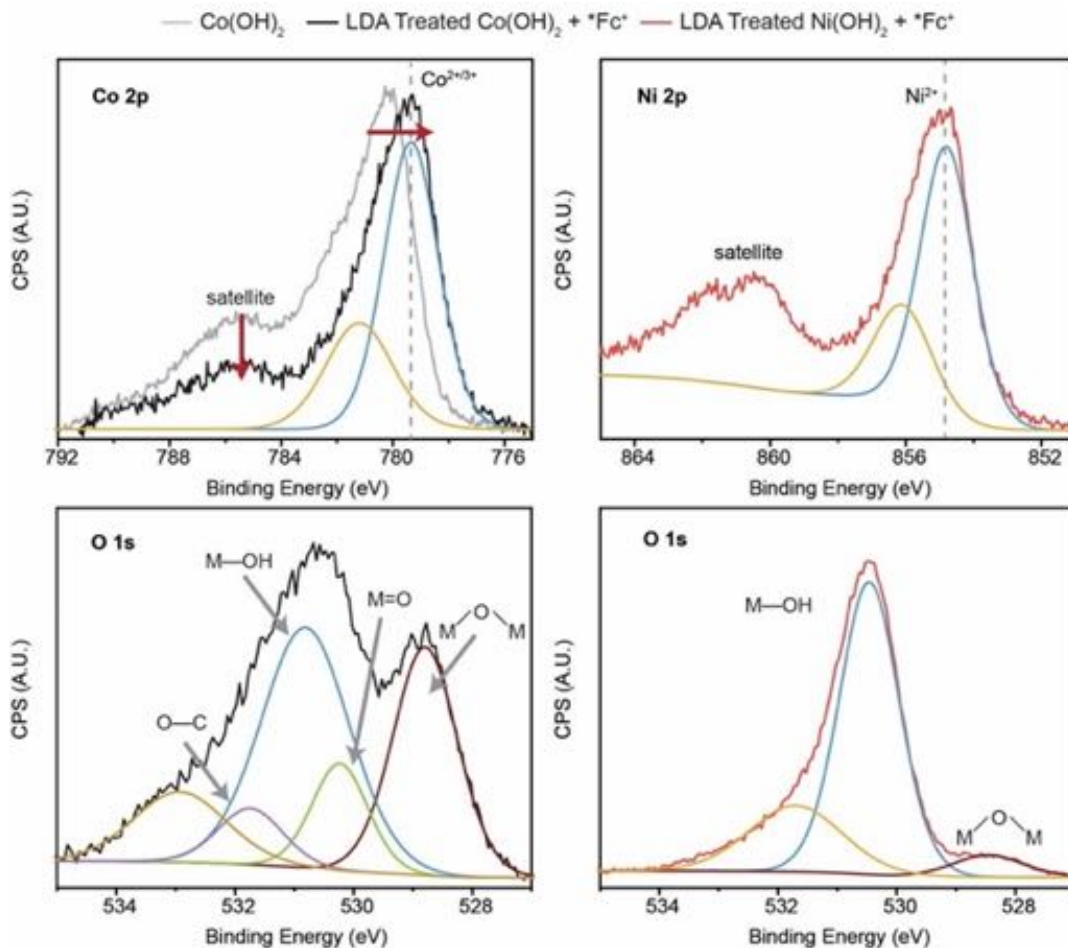 Co(OH)₂ LDA Treated Co(OH)₂ + *Fc⁺ LDA Treated Ni(OH)₂ + *Fc⁺
Co 2p
Co²⁺/³⁺
satellite
CPS (A.U.)
792 788 784 780 776
Binding Energy (eV)
Ni 2p
Ni²⁺
satellite
CPS (A.U.)
864 860 856 852
Binding Energy (eV)
O 1s
M—OH
M=O
M O M
O—C
CPS (A.U.)
534 532 530 528
Binding Energy (eV)
O 1s
M—OH
M O M
CPS (A.U.)
534 532 530 528
Binding Energy (eV)